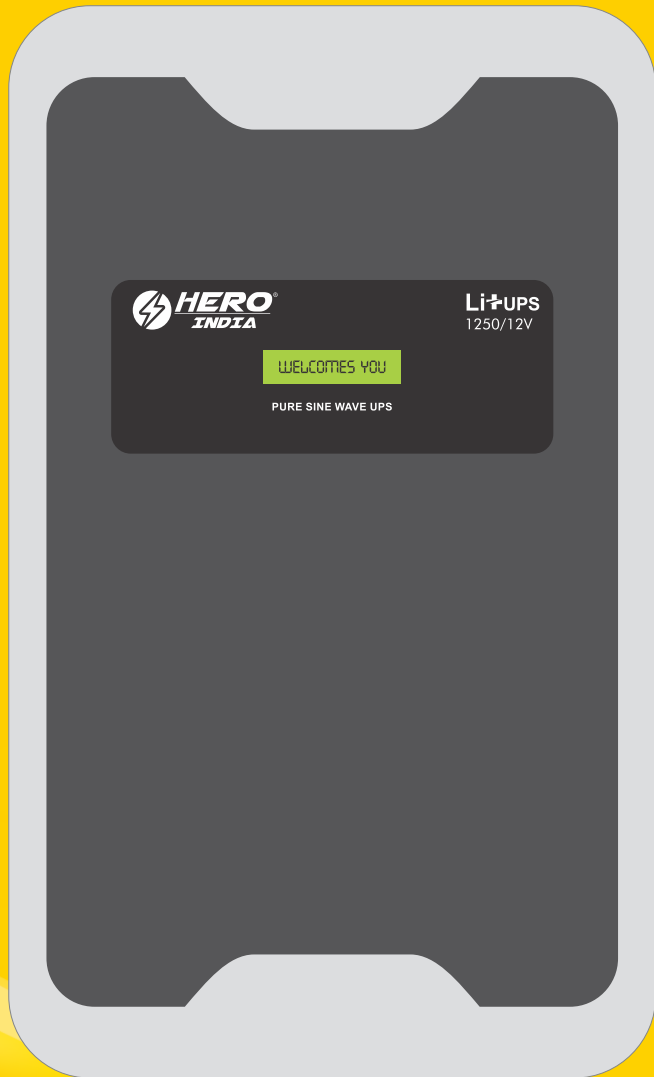 HERO®
INDIA
Li+UPS
1250/12V
WELCOMES YOU
PURE SINE WAVE UPS